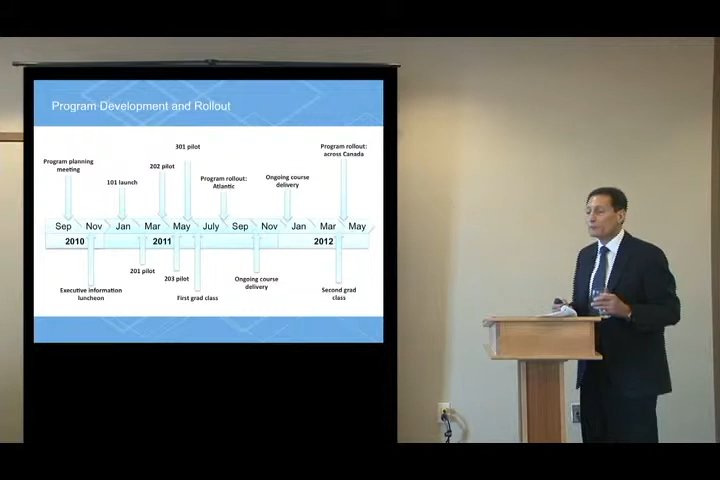 Program Development and Rollout
301 pilot
Program rollout:
across Canada
Program planning
meeting
202 pilot
101 launch
Program rollout:
Atlantic
Ongoing course
delivery
Sep Nov Jan Mar May July Sep Nov Jan Mar May
2010 2011 2012
201 pilot
203 pilot
Ongoing course
delivery
Executive information
luncheon
First grad class
Second grad
class